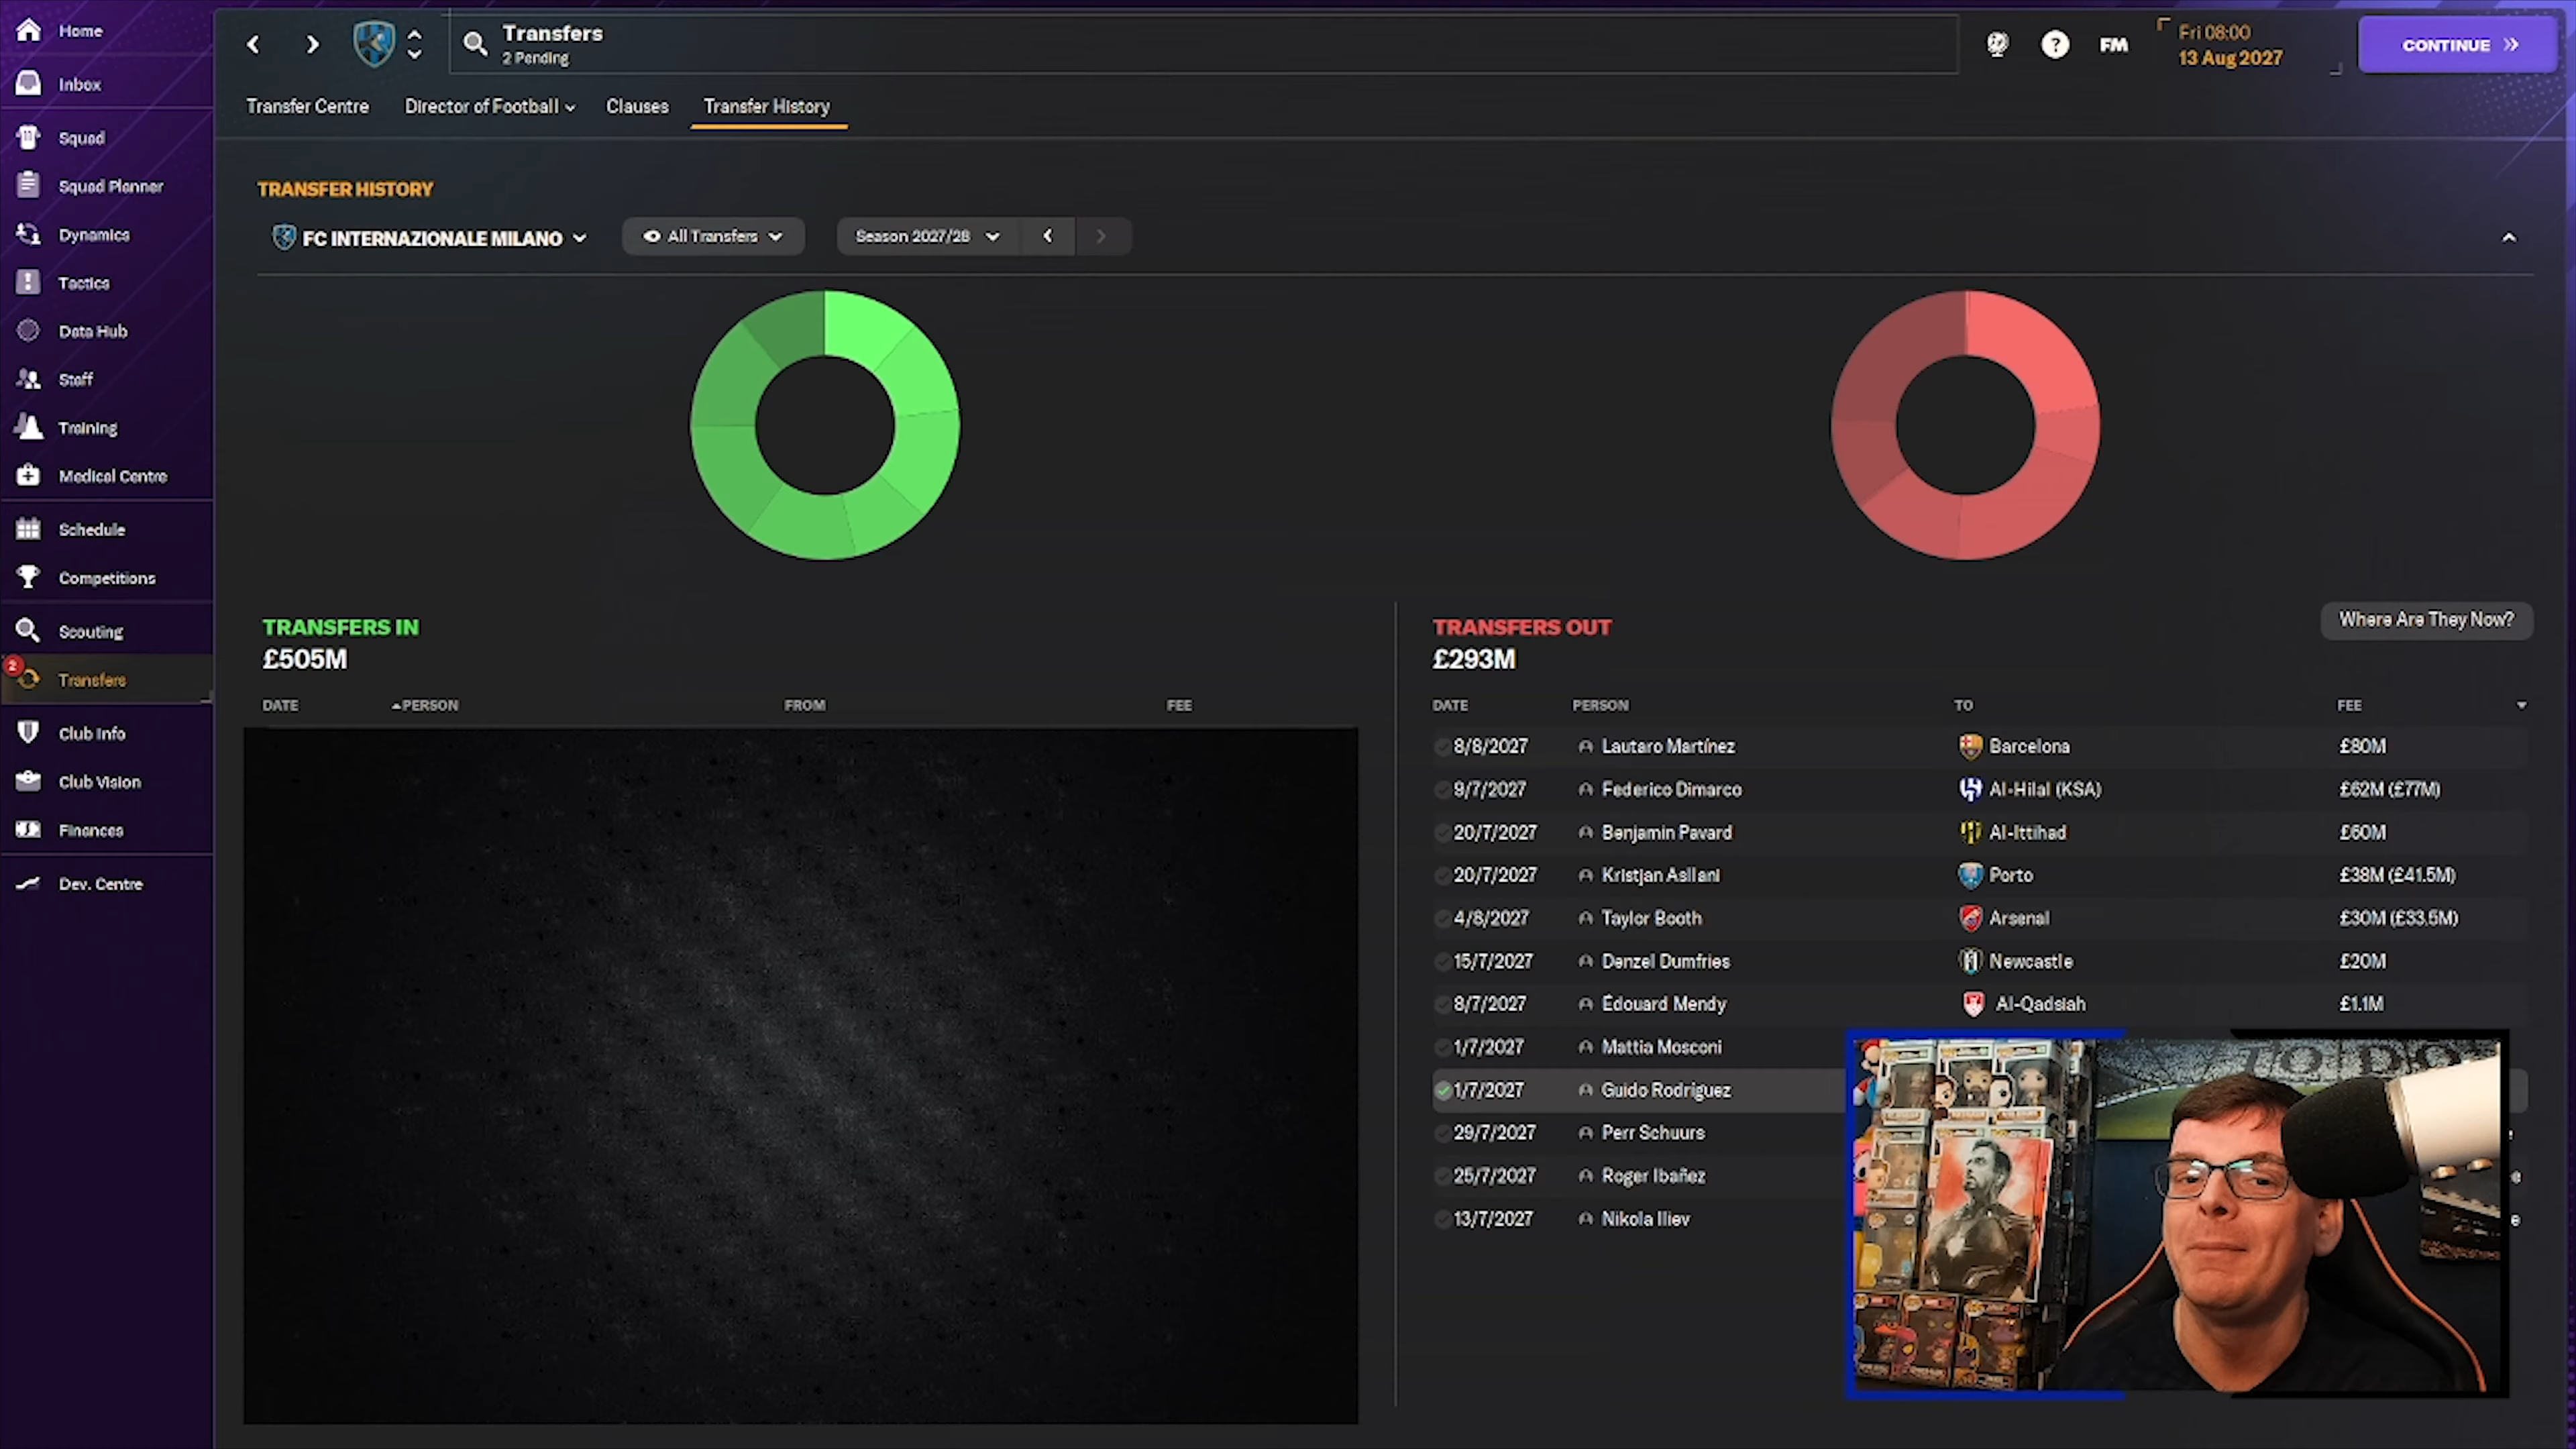 Home
Inbox
Squad
Squad Planner
Dynamics
Tactics
Data Hub
Staff
Training
Medical Centre
Schedule
Competitions
Scouting
2
Transfers
Club Info
Club Vision
Finances
Dev. Centre
Transfers
2 Pending
?
FM
Fri 08:00
13 Aug 2027
CONTINUE
Transfer Centre
Director of Football
Clauses
Transfer History
TRANSFER HISTORY
FC INTERNAZIONALE MILANO
All Transfers
Season 2027/28
TRANSFERS IN
£505M
DATE PERSON FROM FEE
TRANSFERS OUT
£293M
Where Are They Now?
DATE PERSON TO FEE
8/8/2027 Lautaro Martínez Barcelona £80M
9/7/2027 Federico Dimarco Al-Hilal (KSA) £62M (£77M)
20/7/2027 Benjamin Pavard Al-Ittihad £60M
20/7/2027 Kristjan Asllani Porto £38M (£41.5M)
4/8/2027 Taylor Booth Arsenal £30M (£33.5M)
15/7/2027 Denzel Dumfries Newcastle £20M
8/7/2027 Édouard Mendy Al-Qadsiah £1.1M
1/7/2027 Mattia Mosconi
1/7/2027 Guido Rodríguez
29/7/2027 Perr Schuurs
25/7/2027 Roger Ibañez
13/7/2027 Nikola Iliev